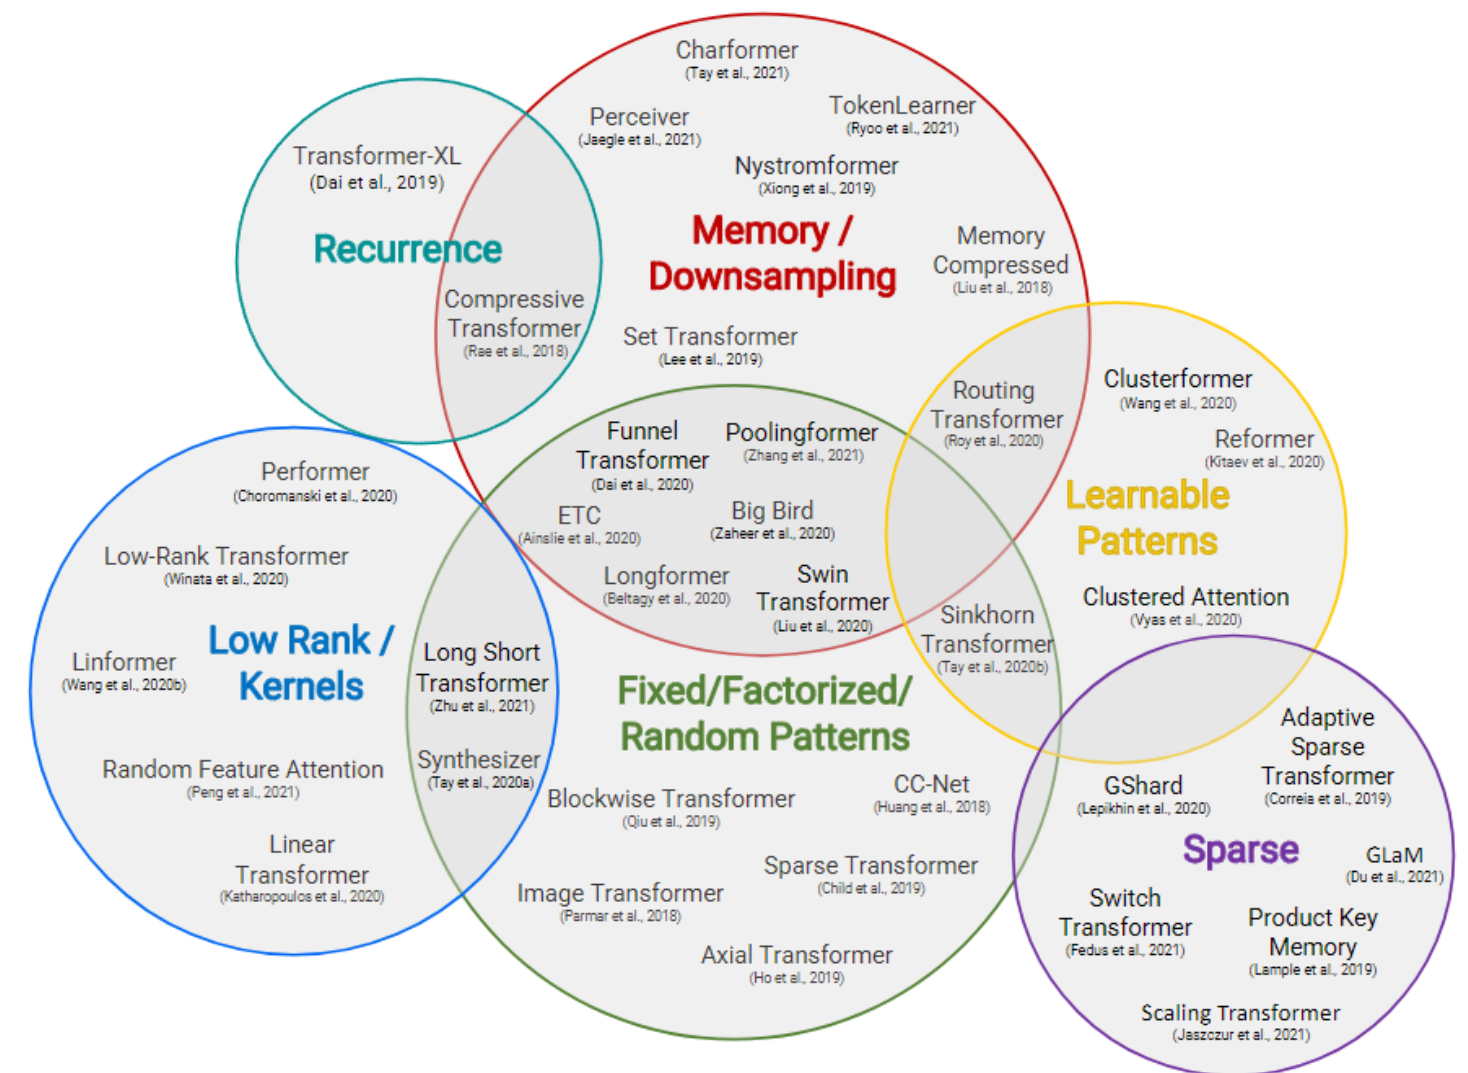 Charformer
(Tay et al., 2021)
Perceiver
(Jaegle et al., 2021)
TokenLearner
(Ryoo et al., 2021)
Transformer-XL
(Dai et al., 2019)
Nystromformer
(Xiong et al., 2019)
Recurrence
Memory /
Downsampling
Memory
Compressed
(Liu et al., 2018)
Compressive
Transformer
(Rae et al., 2018)
Set Transformer
(Lee et al., 2019)
Routing
Transformer
(Roy et al., 2020)
Clusterformer
(Wang et al., 2020)
Reformer
(Kitaev et al., 2020)
Learnable
Patterns
Clustered Attention
(Vyas et al., 2020)
Funnel
Transformer
(Dai et al., 2020)
Poolingformer
(Zhang et al., 2021)
ETC
(Ainslie et al., 2020)
Big Bird
(Zaheer et al., 2020)
Longformer
(Beltagy et al., 2020)
Swin
Transformer
(Liu et al., 2020)
Sinkhorn
Transformer
(Tay et al., 2020b)
Performer
(Choromanski et al., 2020)
Low-Rank Transformer
(Winata et al., 2020)
Low Rank /
Kernels
Linformer
(Wang et al., 2020b)
Random Feature Attention
(Peng et al., 2021)
Linear
Transformer
(Katharopoulos et al., 2020)
Long Short
Transformer
(Zhu et al., 2021)
Synthesizer
(Tay et al., 2020a)
Fixed/Factorized/
Random Patterns
Blockwise Transformer
(Qiu et al., 2019)
CC-Net
(Huang et al., 2018)
Sparse Transformer
(Child et al., 2019)
Image Transformer
(Parmar et al., 2018)
Axial Transformer
(Ho et al., 2019)
Adaptive
Sparse
Transformer
(Correia et al., 2019)
GShard
(Lepikhin et al., 2020)
Sparse
GLaM
(Du et al., 2021)
Switch
Transformer
(Fedus et al., 2021)
Product Key
Memory
(Lample et al., 2019)
Scaling Transformer
(Jaszczur et al., 2021)